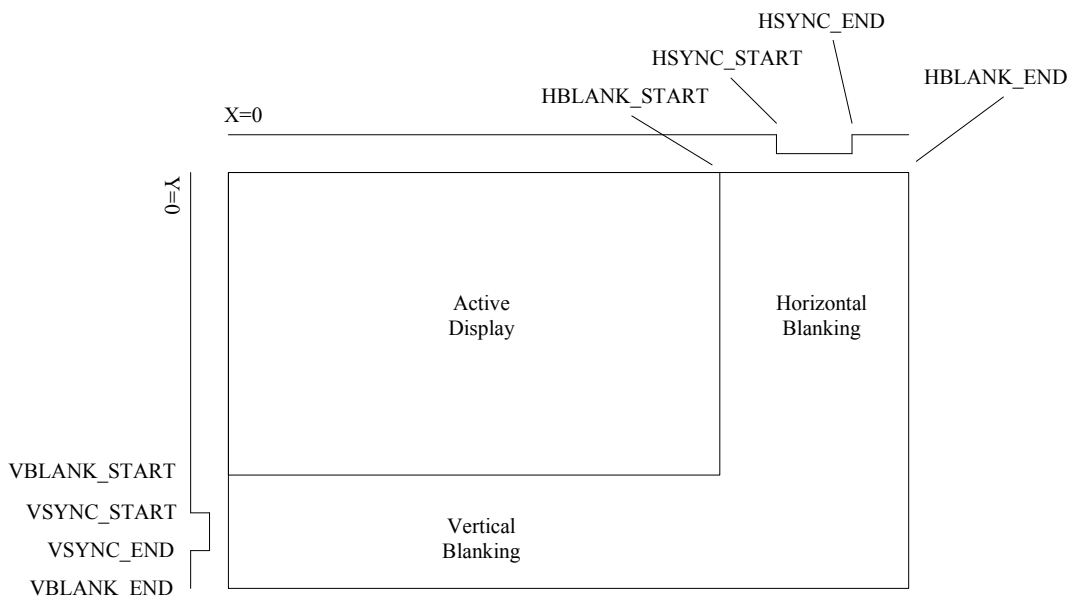 HSYNC_END
HSYNC_START
HBLANK_END
HBLANK_START
X=0
Y=0
Active
Display
Horizontal
Blanking
VBLANK_START
VSYNC_START
Vertical
Blanking
VSYNC_END
VBLANK_END